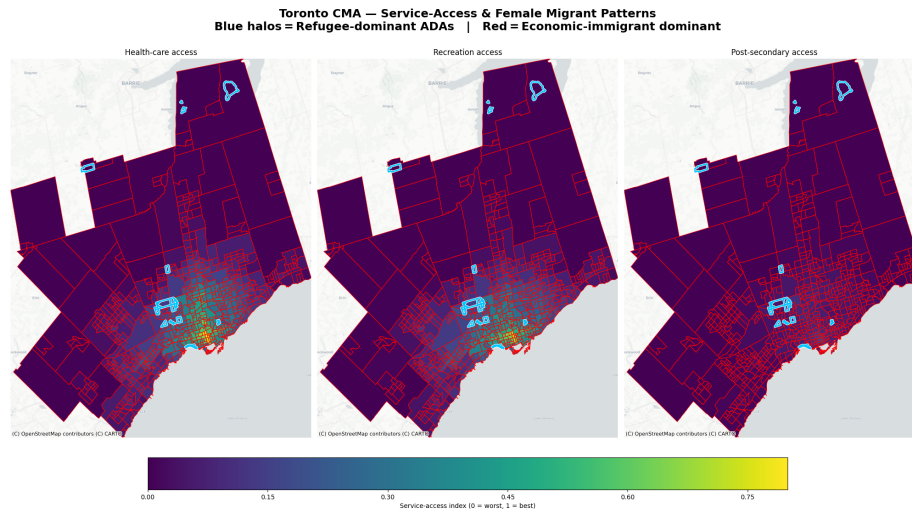 Toronto CMA — Service-Access & Female Migrant Patterns
Blue halos = Refugee-dominant ADAs | Red = Economic-immigrant dominant
Health-care access
Recreation access
Post-secondary access
BARRIE
BARRIE
BARRIE
(C) OpenStreetMap contributors (C) CARTO
(C) OpenStreetMap contributors (C) CARTO
(C) OpenStreetMap contributors (C) CARTO
0.00
0.15
0.30
0.45
0.60
0.75
Service-access index (0 = worst, 1 = best)